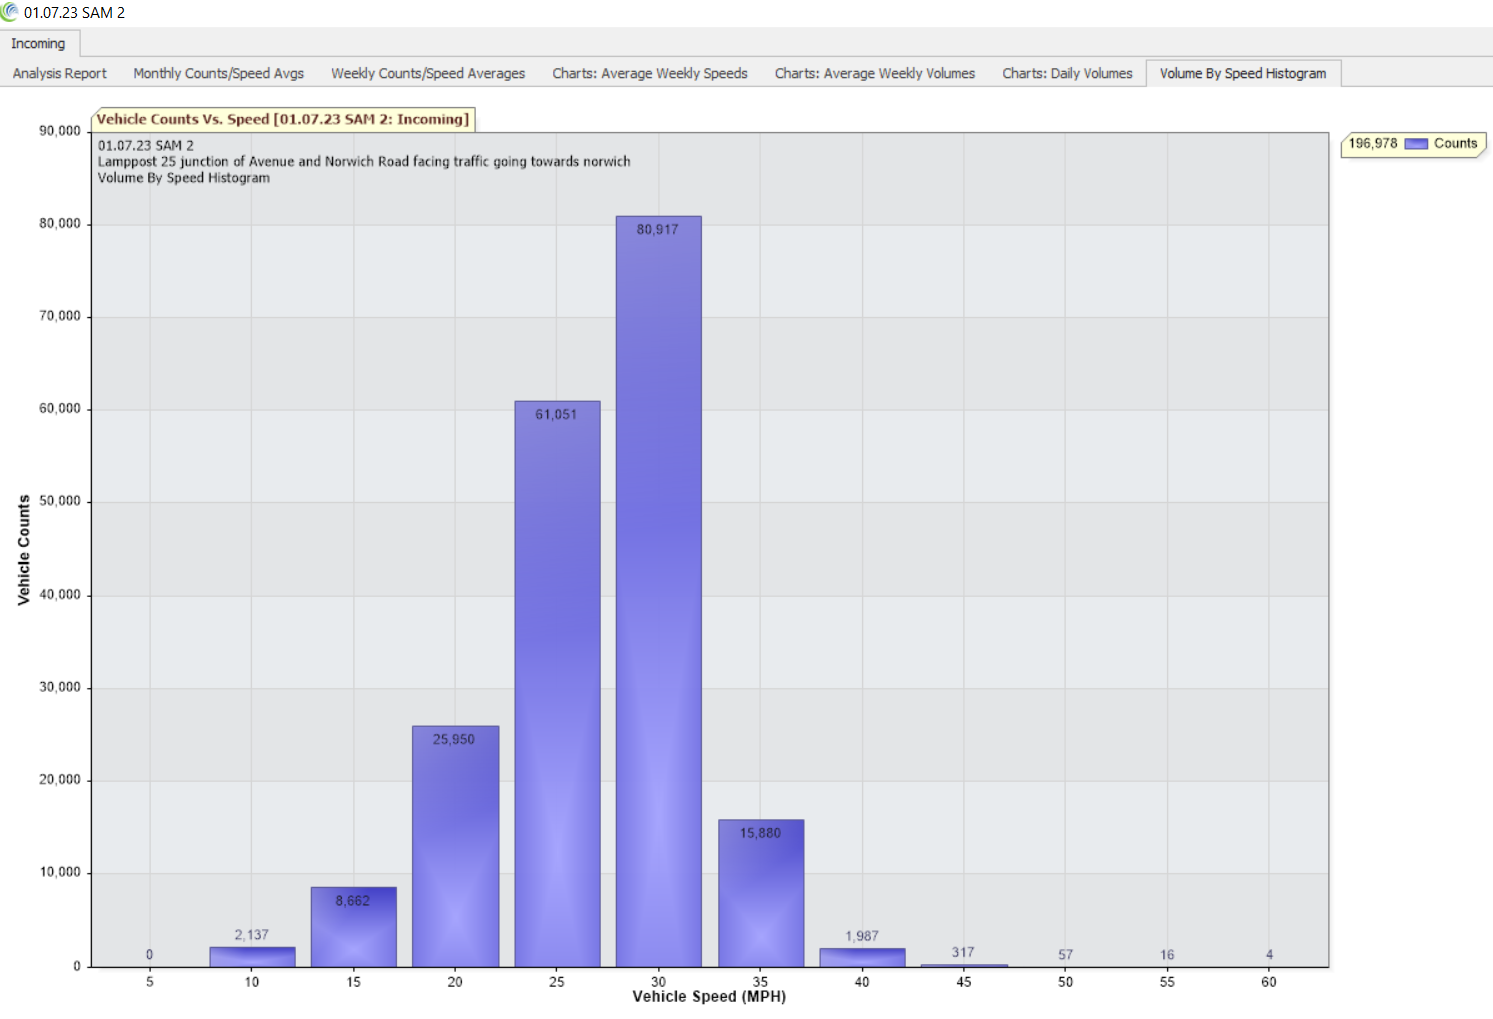 01.07.23 SAM 2
Incoming
Analysis Report Monthly Counts/Speed Avgs Weekly Counts/Speed Averages Charts: Average Weekly Speeds Charts: Average Weekly Volumes Charts: Daily Volumes Volume By Speed Histogram
Vehicle Counts Vs. Speed [01.07.23 SAM 2: Incoming]
01.07.23 SAM 2
Lamppost 25 junction of Avenue and Norwich Road facing traffic going towards norwich
Volume By Speed Histogram
196,978 Counts
Vehicle Counts
90,000
80,000
70,000
60,000
50,000
40,000
30,000
20,000
10,000
0
0 2,137 8,662 25,950 61,051 80,917 15,880 1,987 317 57 16 4
5 10 15 20 25 30 35 40 45 50 55 60
Vehicle Speed (MPH)